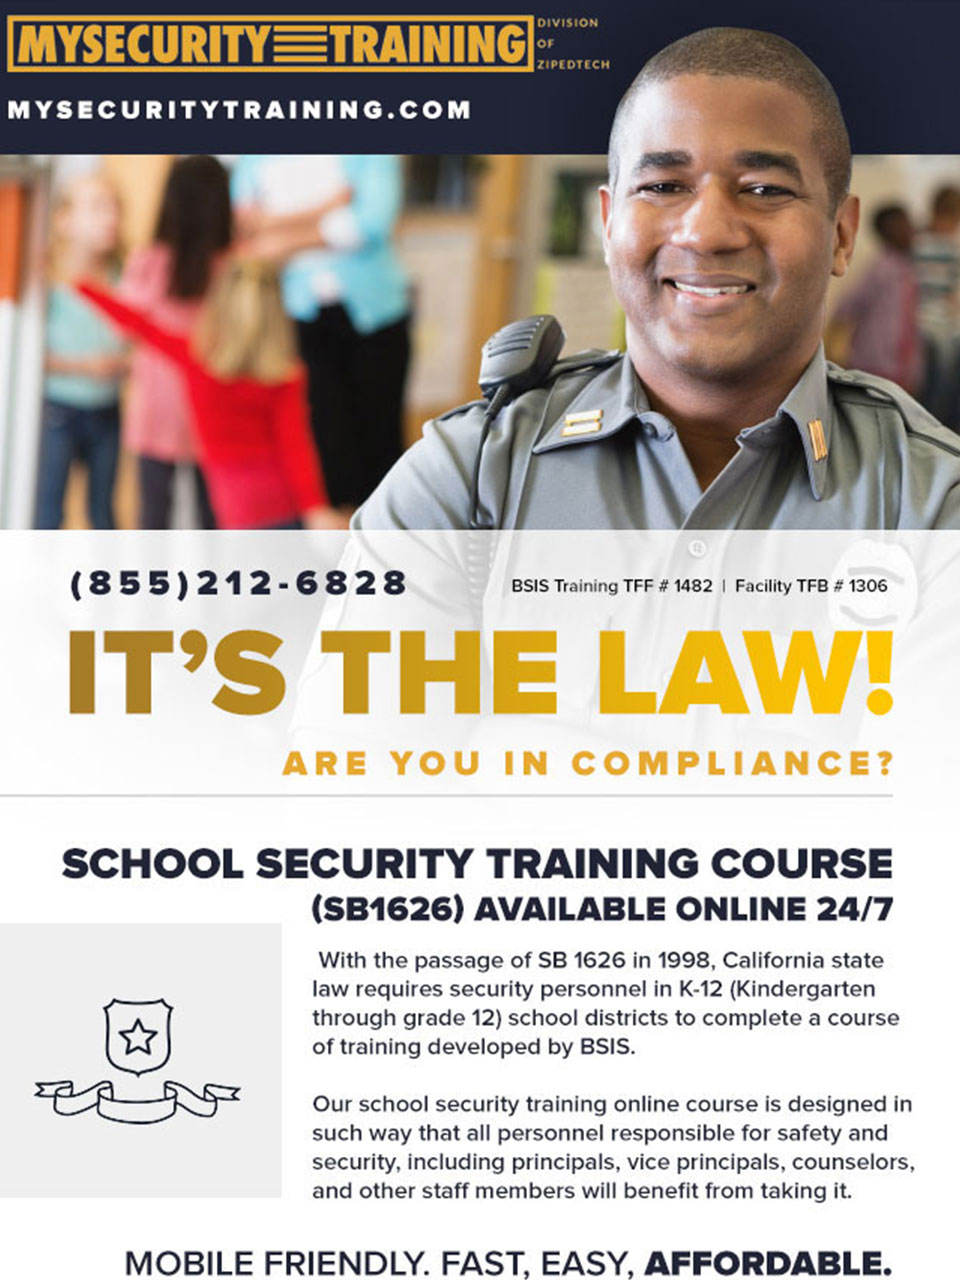 MYSECURITY TRAINING
DIVISION
OF
ZIPEDTECH
MYSECURITYTRAINING.COM
(855)212-6828
BSIS Training TFF # 1482 | Facility TFB # 1306
IT'S THE LAW!
ARE YOU IN COMPLIANCE?
SCHOOL SECURITY TRAINING COURSE
(SB1626) AVAILABLE ONLINE 24/7
With the passage of SB 1626 in 1998, California state
law requires security personnel in K-12 (Kindergarten
through grade 12) school districts to complete a course
of training developed by BSIS.
Our school security training online course is designed in
such way that all personnel responsible for safety and
security, including principals, vice principals, counselors,
and other staff members will benefit from taking it.
MOBILE FRIENDLY. FAST, EASY, AFFORDABLE.